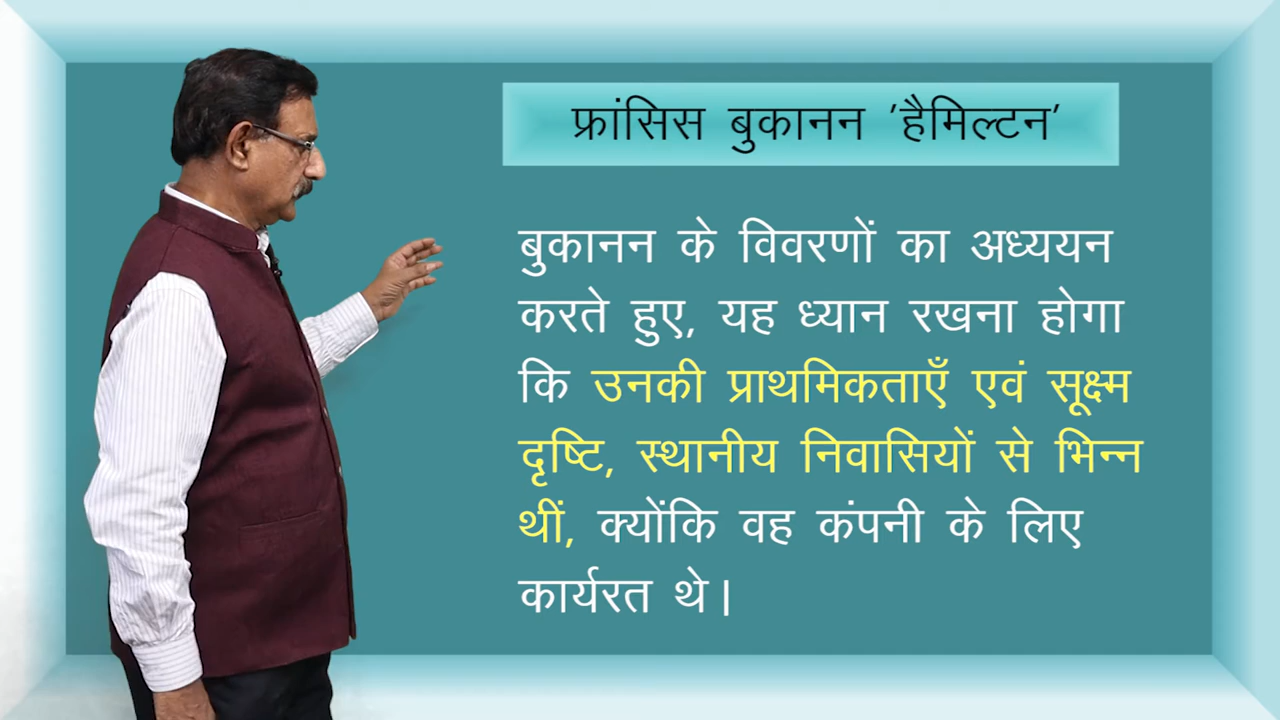 फ्रांसिस बुकानन 'हैमिल्टन'
बुकानन के विवरणों का अध्ययन
करते हुए, यह ध्यान रखना होगा
कि उनकी प्राथमिकताएँ एवं सूक्ष्म
दृष्टि, स्थानीय निवासियों से भिन्न
थीं, क्योंकि वह कंपनी के लिए
कार्यरत थे।